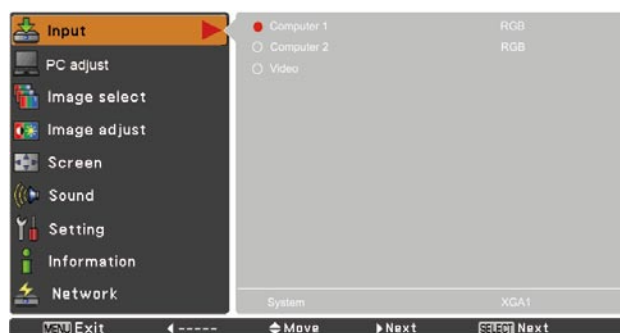 Input
PC adjust
Image select
Image adjust
Screen
Sound
Setting
Information
Network
Computer 1 RGB
Computer 2 RGB
Video
System XGA1
MENU Exit ◀ ----- Move ▶ Next SELECT Next